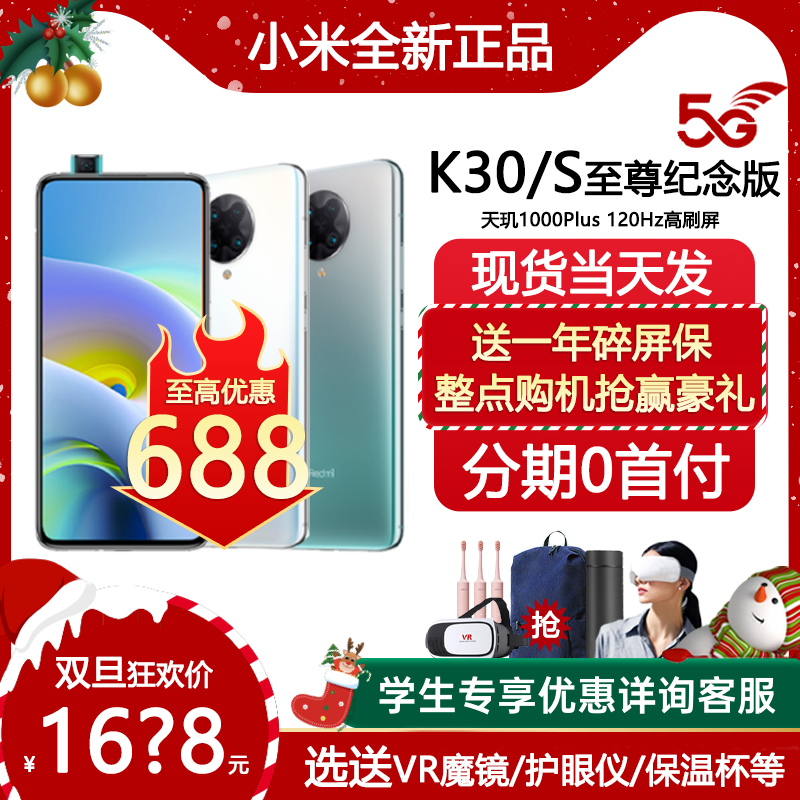 小米全新正品
5G
K30/S至尊纪念版
天玑1000Plus 120Hz高刷屏
现货当天发
送一年碎屏保
整点购机抢赢豪礼
分期0首付
至高优惠
688
Redmi
VR
抢
双旦狂欢价
¥16?8元
学生专享优惠详询客服
选送VR魔镜/护眼仪/保温杯等